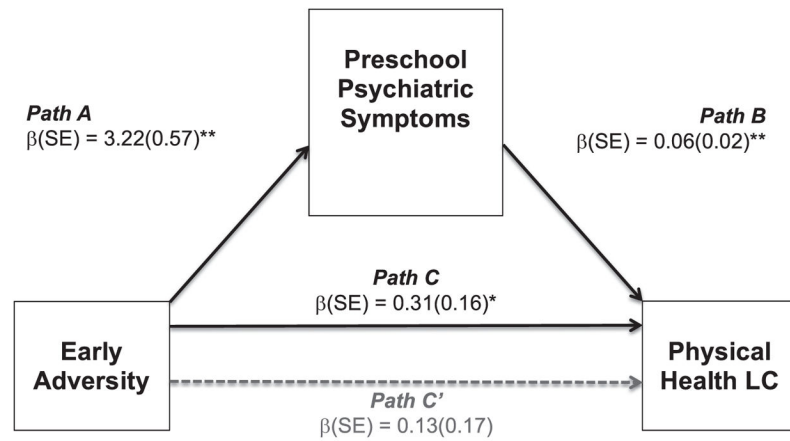 Preschool
Psychiatric
Symptoms
Path A
β(SE) = 3.22(0.57)**
Path B
β(SE) = 0.06(0.02)**
Path C
β(SE) = 0.31(0.16)*
Early
Adversity
Physical
Health LC
Path C’
β(SE) = 0.13(0.17)